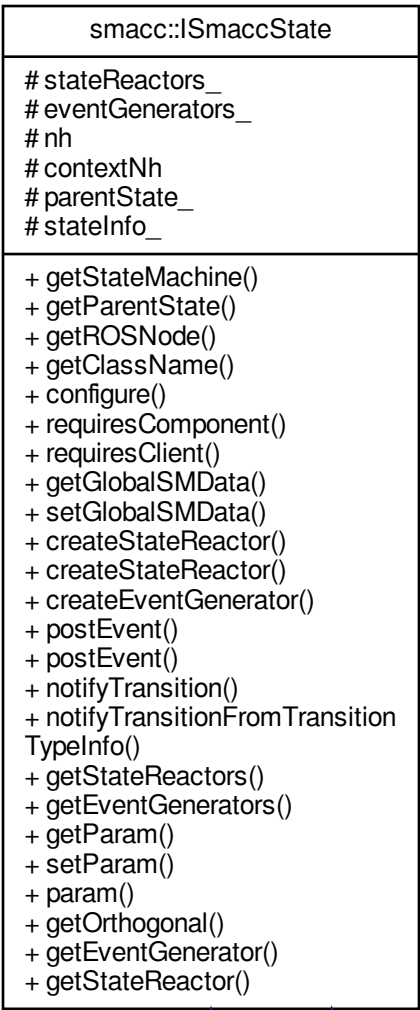 smacc::ISmaccState
# stateReactors_
# eventGenerators_
# nh
# contextNh
# parentState_
# stateInfo_
+ getStateMachine()
+ getParentState()
+ getROSNode()
+ getClassName()
+ configure()
+ requiresComponent()
+ requiresClient()
+ getGlobalSMData()
+ setGlobalSMData()
+ createStateReactor()
+ createStateReactor()
+ createEventGenerator()
+ postEvent()
+ postEvent()
+ notifyTransition()
+ notifyTransitionFromTransition
TypeInfo()
+ getStateReactors()
+ getEventGenerators()
+ getParam()
+ setParam()
+ param()
+ getOrthogonal()
+ getEventGenerator()
+ getStateReactor()